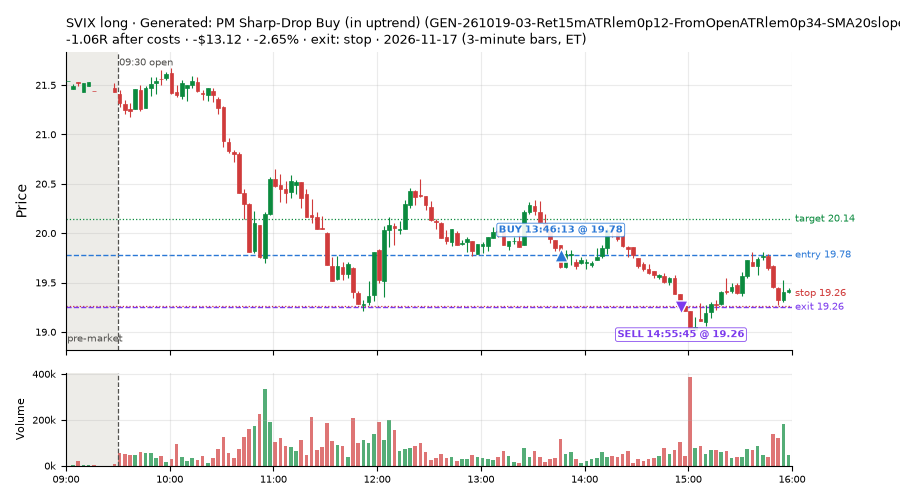 SVIX long · Generated: PM Sharp-Drop Buy (in uptrend) (GEN-261019-03-Ret15mATRlem0p12-FromOpenATRlem0p34-SMA20slope
-1.06R after costs · -$13.12 · -2.65% · exit: stop · 2026-11-17 (3-minute bars, ET)
09:30 open
21.5
21.0
20.5
20.0
19.5
19.0
Price
target 20.14
BUY 13:46:13 @ 19.78
entry 19.78
stop 19.26
exit 19.26
SELL 14:55:45 @ 19.26
pre-market
400k
200k
0k
Volume
09:00
10:00
11:00
12:00
13:00
14:00
15:00
16:00